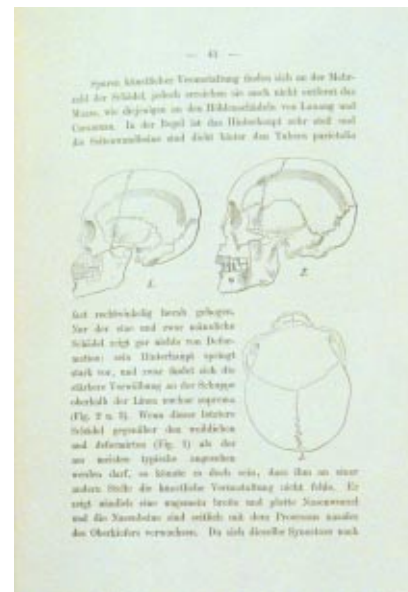 — 61 —
Spuren künstlicher Verunstaltung finden sich an der Mehr-
zahl der Schädel, jedoch erreichen sie auch nicht entfernt das
Maass, wie diejenigen an den Höhlenschädeln von Lanang und
Caraonan. In der Regel ist das Hinterhaupt sehr steil und
die Seitenwandbeine sind dicht hinter den Tubera parietalia
1.
2.
3.
fast rechtwinkelig herab gebogen.
Nur der eine und zwar männliche
Schädel zeigt gar nichts von Defor-
mation: sein Hinterhaupt springt
stark vor, und zwar findet sich die
stärkere Vorwölbung an der Schuppe
oberhalb der Linea nuchae suprema
(Fig. 2 u. 3). Wenn dieser letztere
Schädel gegenüber den weiblichen
und deformirten (Fig. 1) als der
am meisten typische angesehen
werden darf, so könnte es doch sein, dass ihm an einer
andern Stelle die künstliche Verunstaltung nicht fehle. Er
zeigt nämlich eine ungemein breite und platte Nasenwurzel
und die Nasenbeine sind seitlich mit dem Processus nasalis
des Oberkiefers verwachsen. Da sich dieselbe Synostose auch